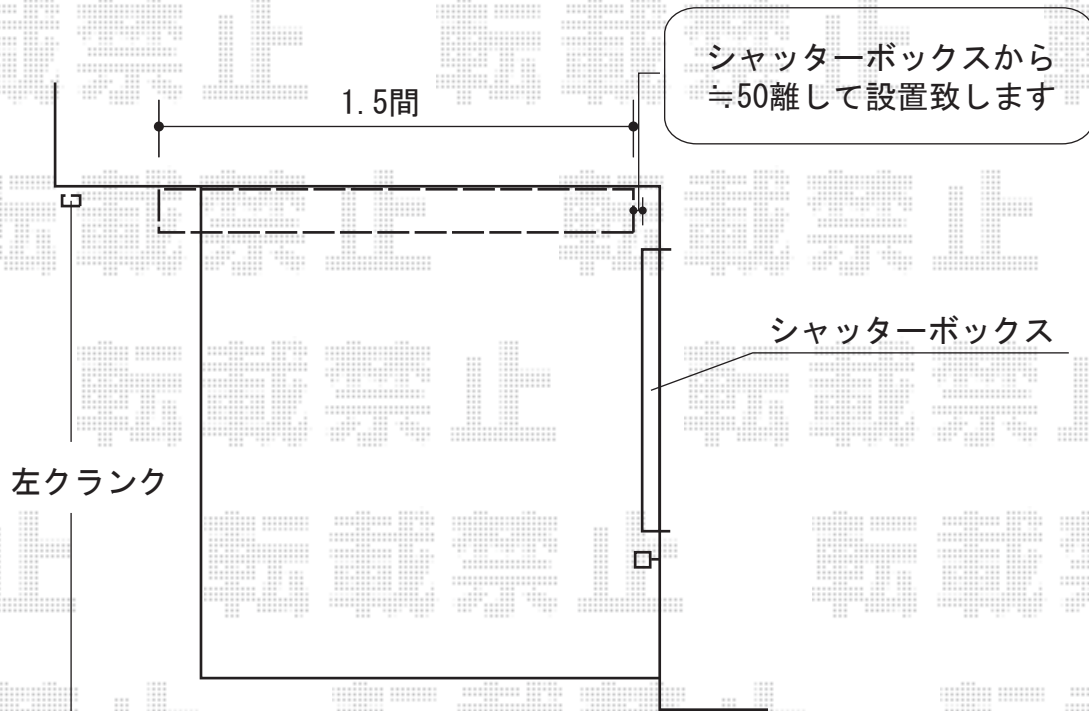 シャッターボックスから
≒50離して設置致します
1.5間
シャッターボックス
左クランク
転載禁止